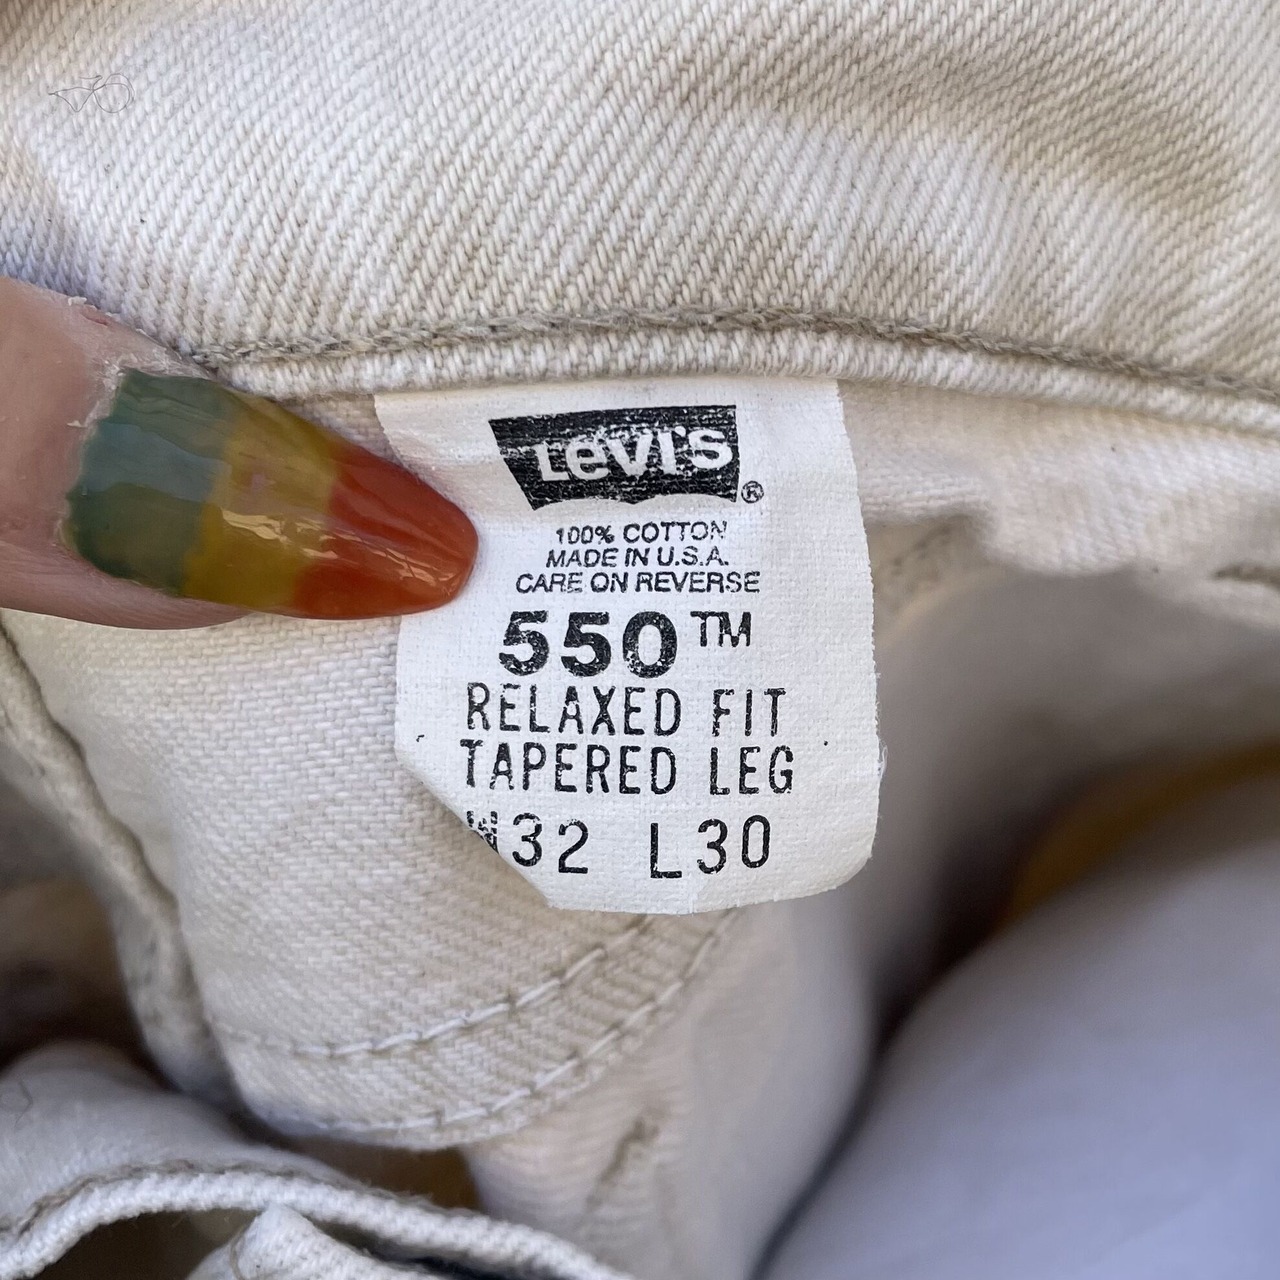 Levi's®
100% COTTON
MADE IN U.S.A.
CARE ON REVERSE
550™
RELAXED FIT
TAPERED LEG
W32 L30